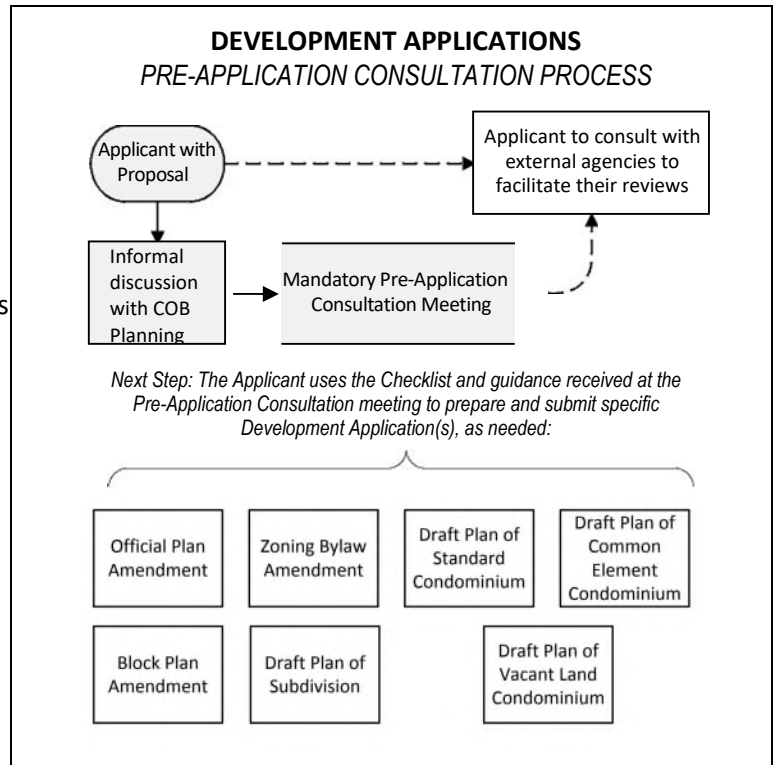 DEVELOPMENT APPLICATIONS
PRE-APPLICATION CONSULTATION PROCESS
Applicant with
Proposal
Applicant to consult with
external agencies to
facilitate their reviews
Informal
discussion
with COB
Planning
Mandatory Pre-Application
Consultation Meeting
s
Next Step: The Applicant uses the Checklist and guidance received at the
Pre-Application Consultation meeting to prepare and submit specific
Development Application(s), as needed:
Official Plan
Amendment
Zoning Bylaw
Amendment
Draft Plan of
Standard
Condominium
Draft Plan of
Common
Element
Condominium
Block Plan
Amendment
Draft Plan of
Subdivision
Draft Plan of
Vacant Land
Condominium